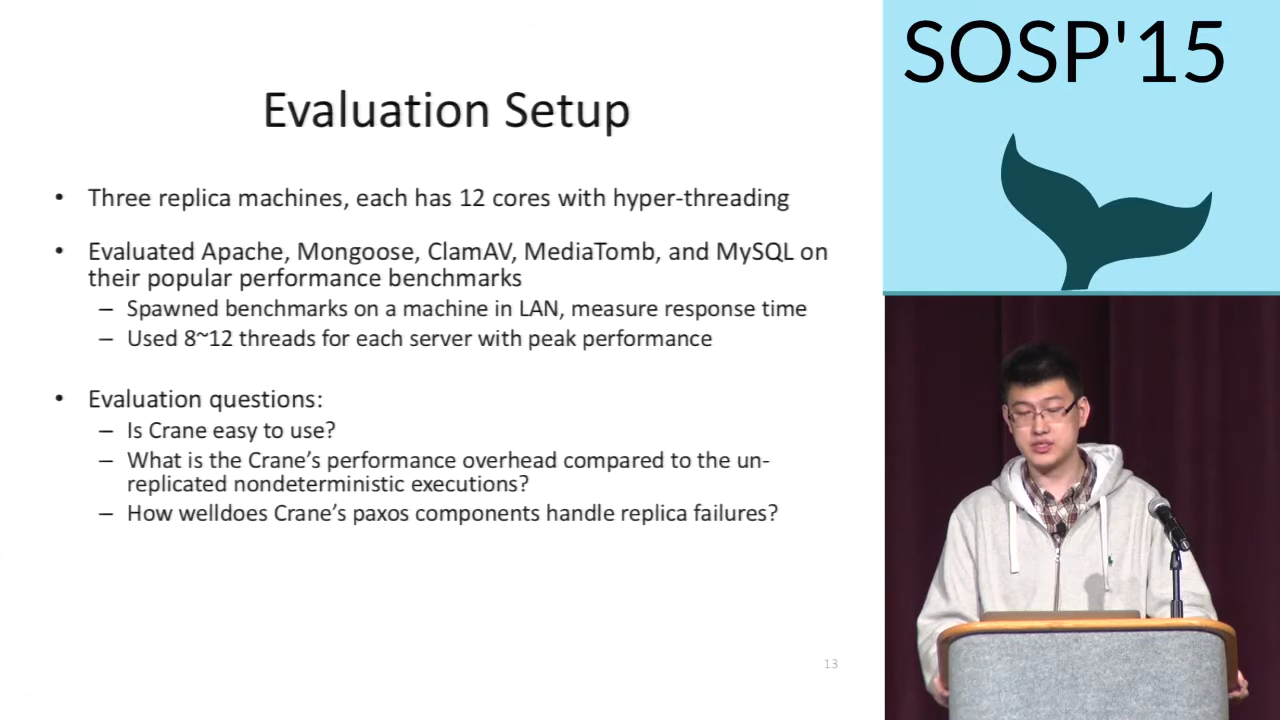 SOSP'15
Evaluation Setup
• Three replica machines, each has 12 cores with hyper-threading
• Evaluated Apache, Mongoose, ClamAV, MediaTomb, and MySQL on
their popular performance benchmarks
– Spawned benchmarks on a machine in LAN, measure response time
– Used 8~12 threads for each server with peak performance
• Evaluation questions:
– Is Crane easy to use?
– What is the Crane’s performance overhead compared to the un-
replicated nondeterministic executions?
– How welldoes Crane’s paxos components handle replica failures?
13